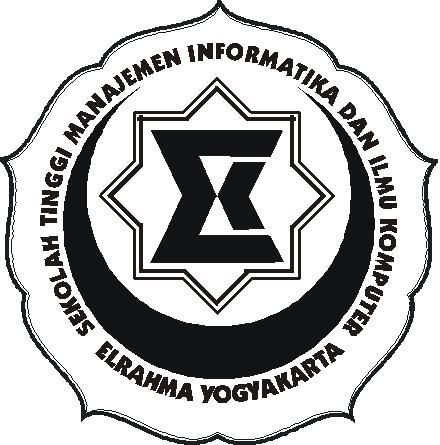 SEKOLAH TINGGI MANAJEMEN INFORMATIKA DAN ILMU KOMPUTER
ELRAHMA YOGYAKARTA